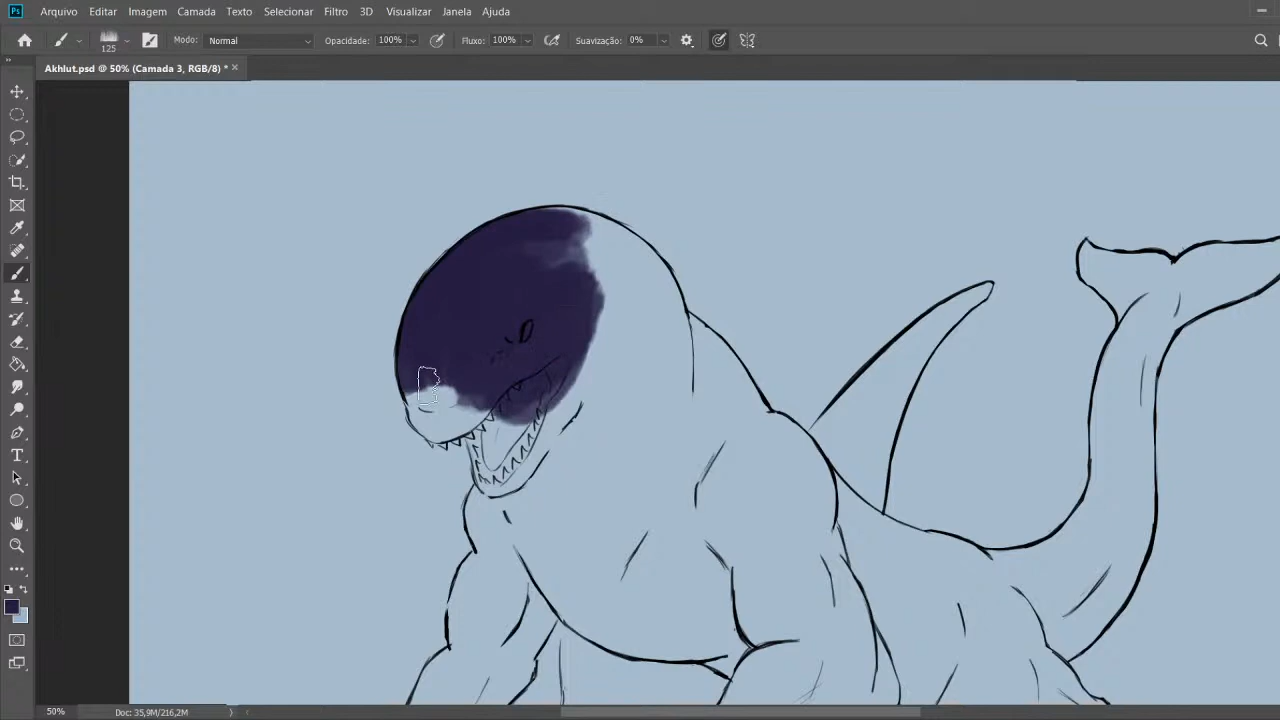 Ps Arquivo Editar Imagem Camada Texto Selecionar Filtro 3D Visualizar Janela Ajuda
125 Modo: Normal Opacidade: 100% Fluxo: 100% Suavização: 0%
Akhlut.psd @ 50% (Camada 3, RGB/8) * ×
T
50% Doc: 35,9M/216,2M